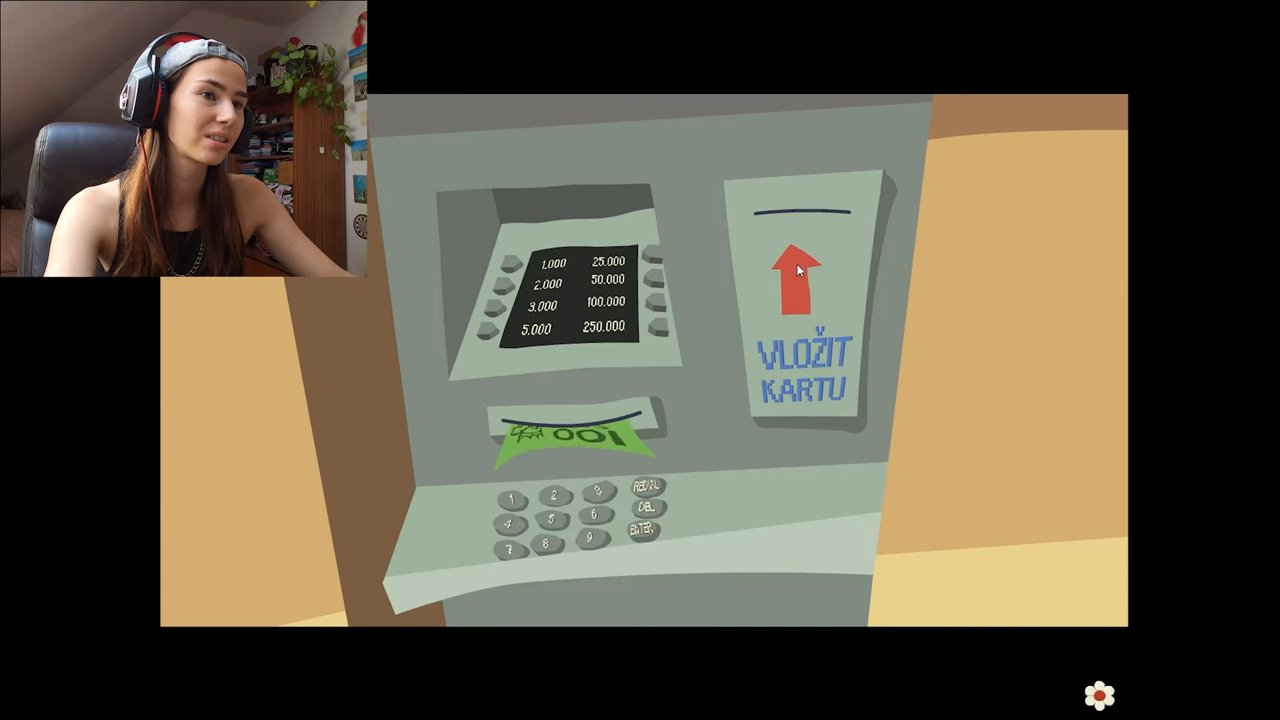 1.000 25.000
2.000 50.000
3.000 100.000
5.000 250.000
VLOŽIT
KARTU
100
1 2 3 REDIAL
4 5 6 DEL
7 8 9 ENTER